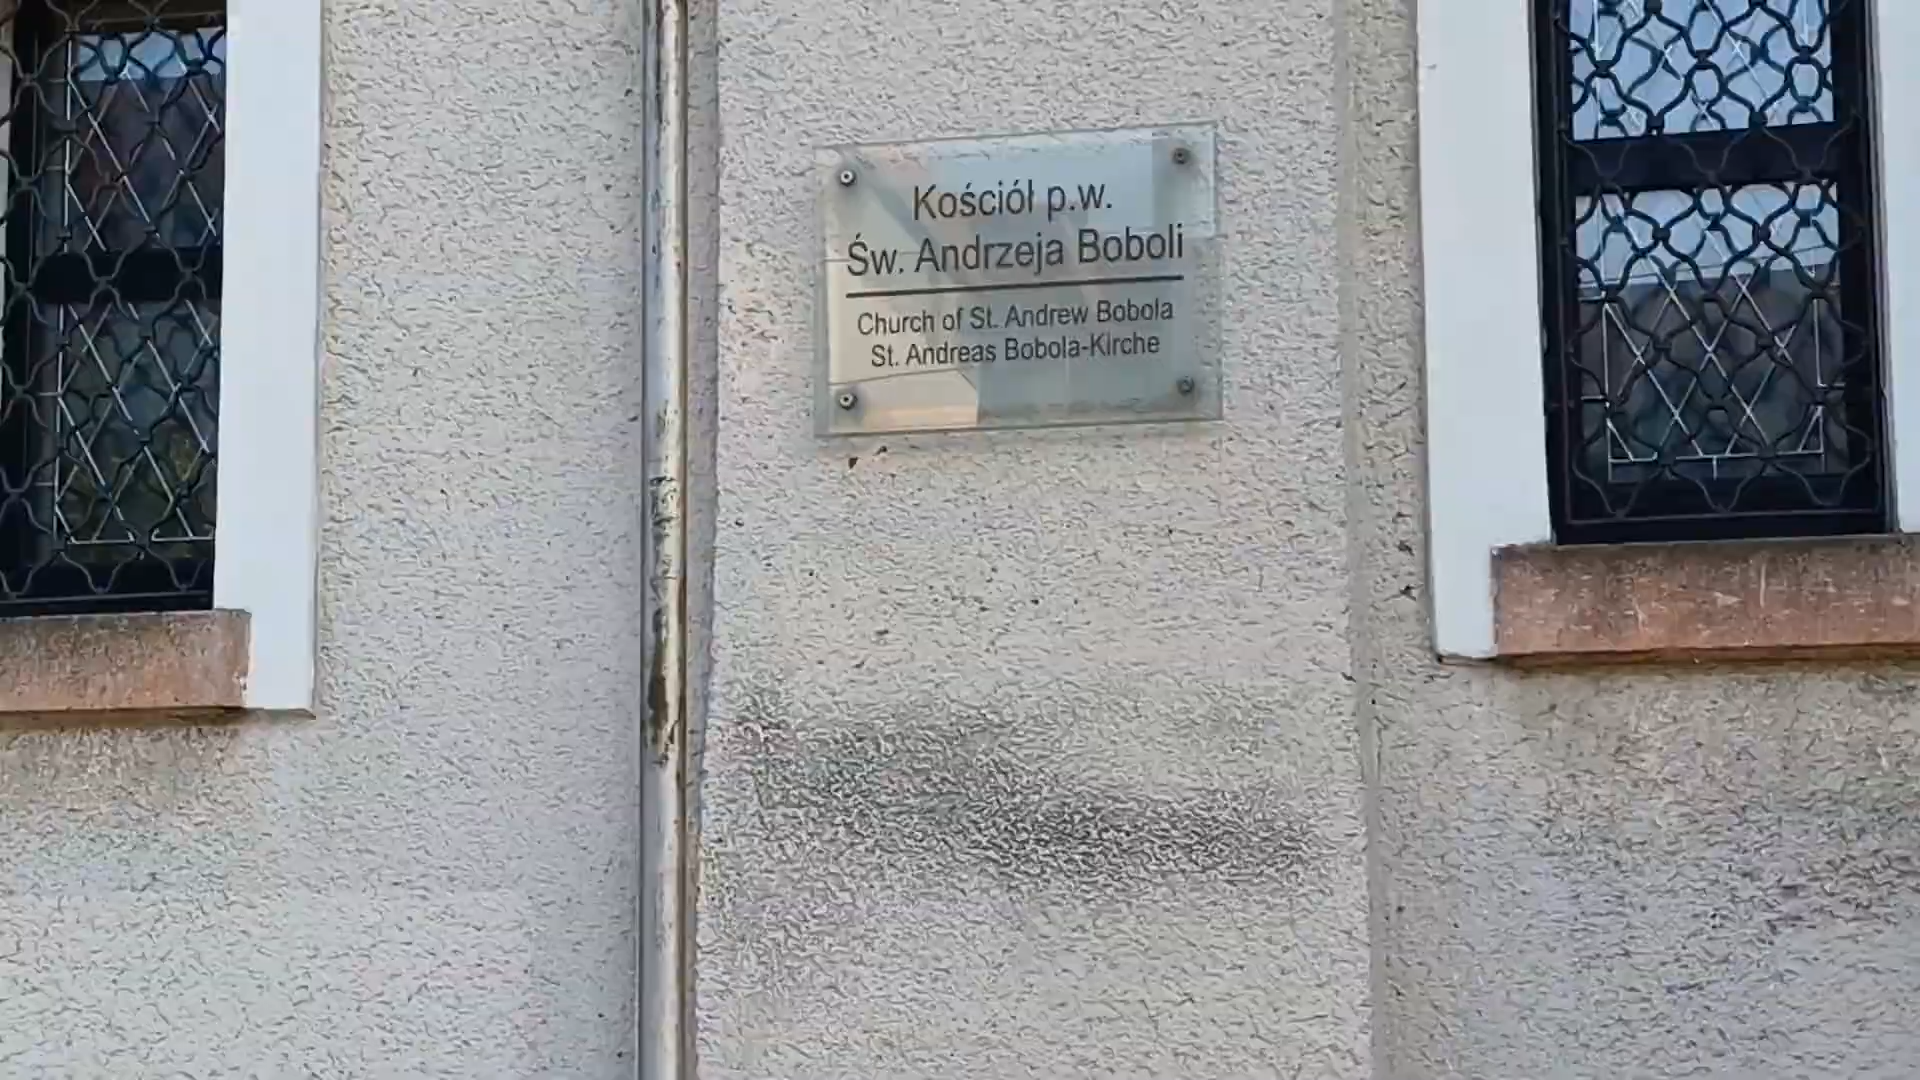 Kościół p.w.
Św. Andrzeja Boboli
Church of St. Andrew Bobola
St. Andreas Bobola-Kirche